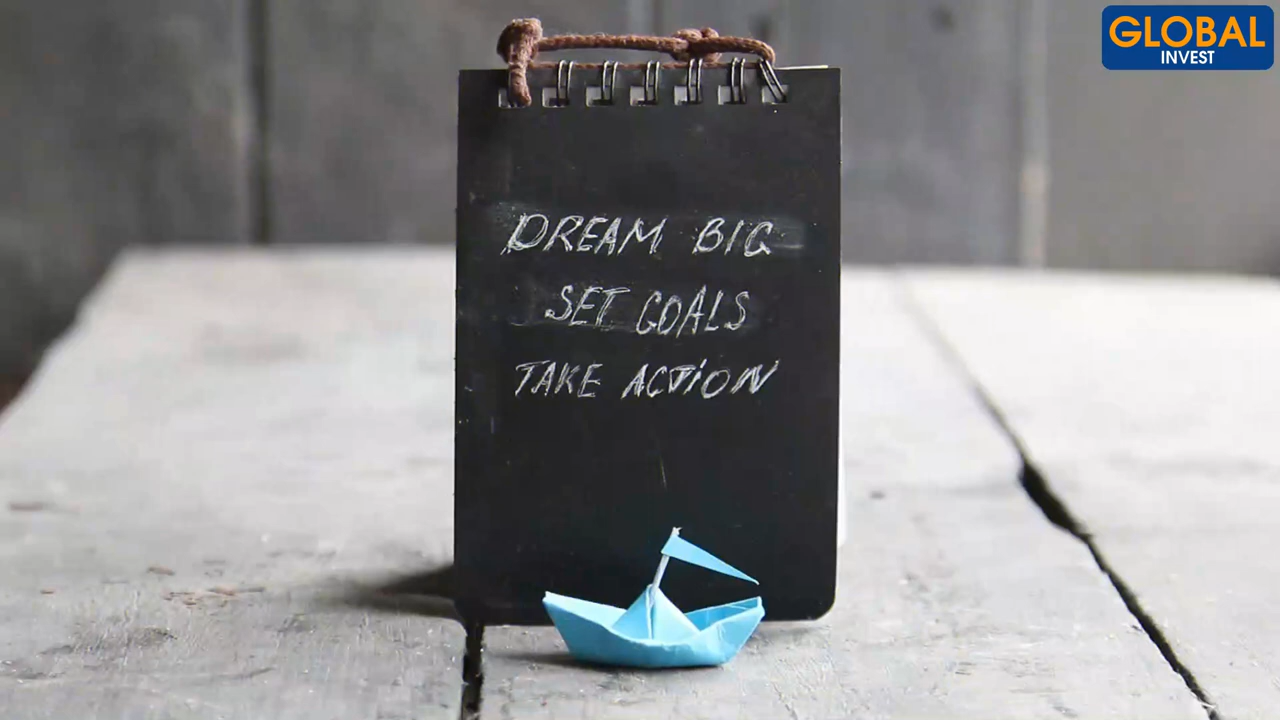 GLOBAL
INVEST
DREAM BIG
SET GOALS
TAKE ACTION